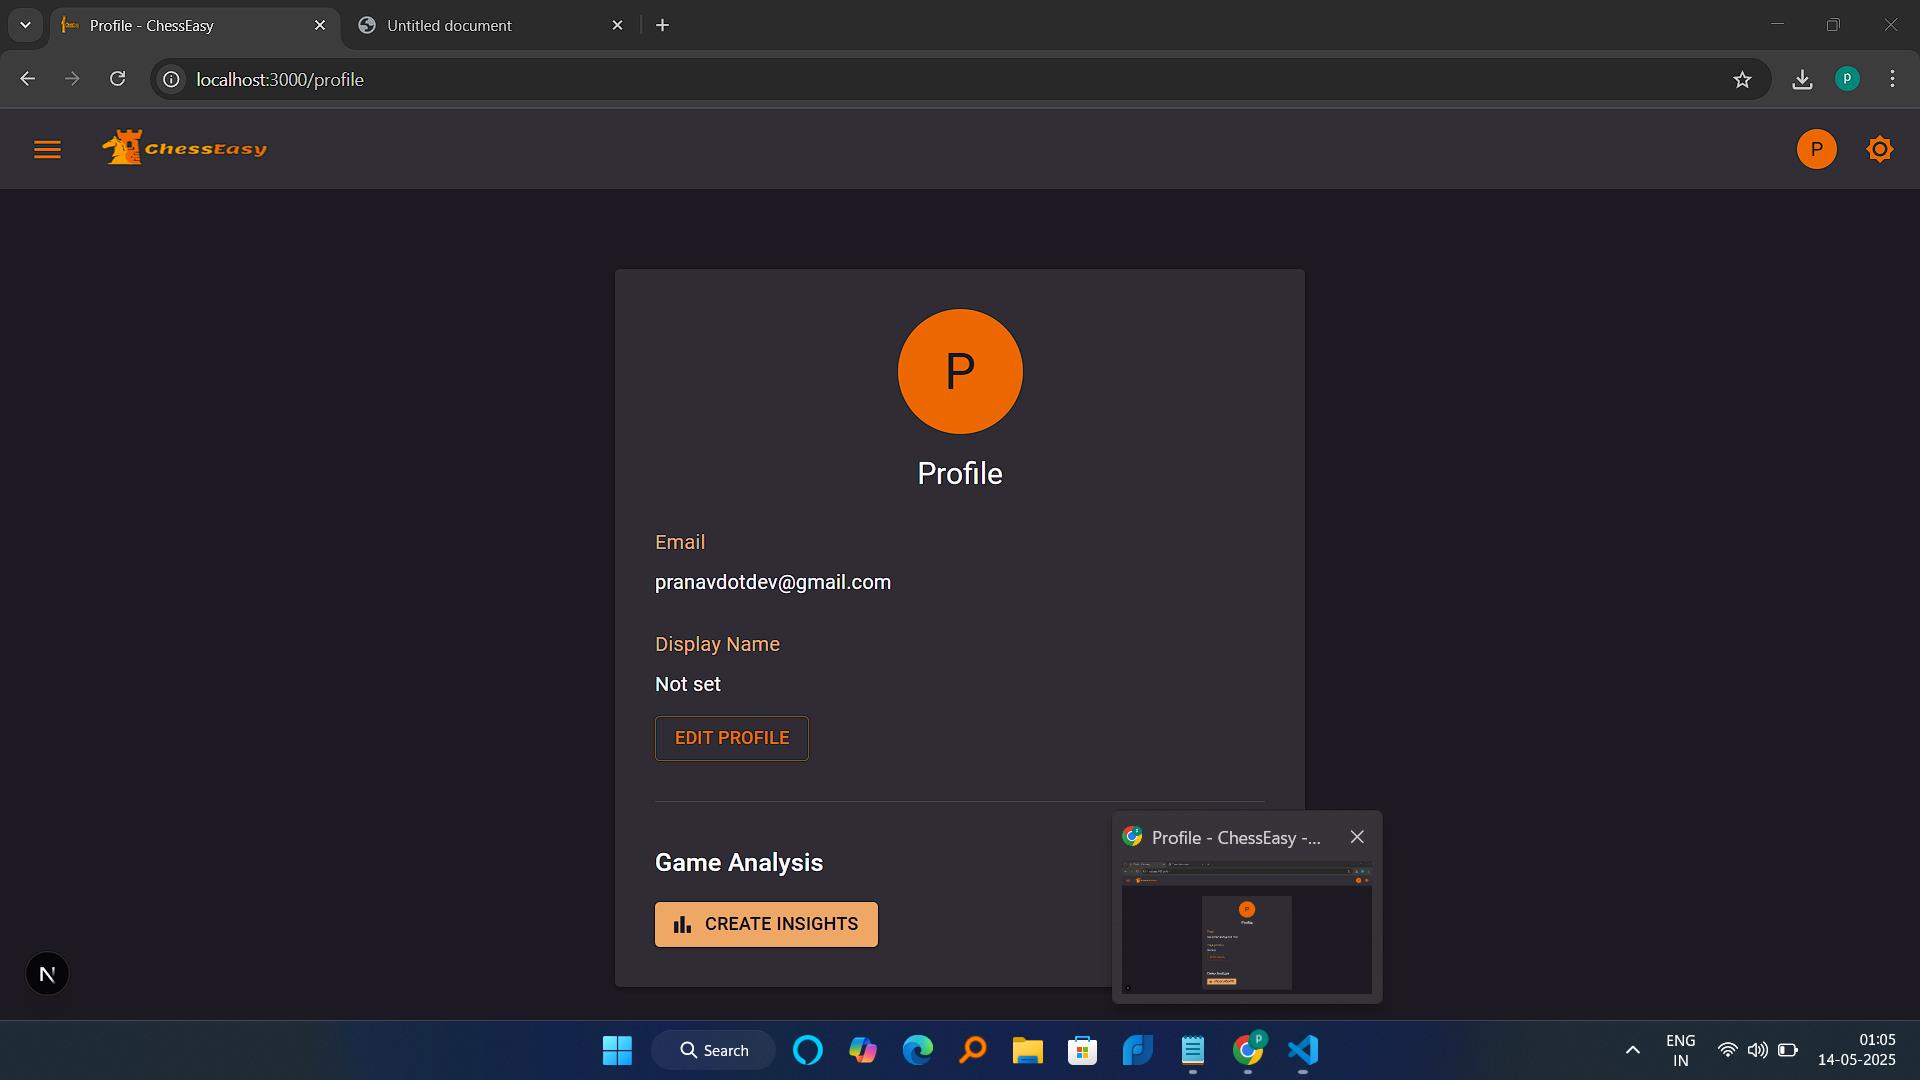 Profile - ChessEasy
Untitled document
localhost:3000/profile
P
ChessEasy
P
P
Profile
Email
pranavdotdev@gmail.com
Display Name
Not set
EDIT PROFILE
Game Analysis
CREATE INSIGHTS
Profile - ChessEasy -...
N
Search
P
ENG
IN
01:05
14-05-2025